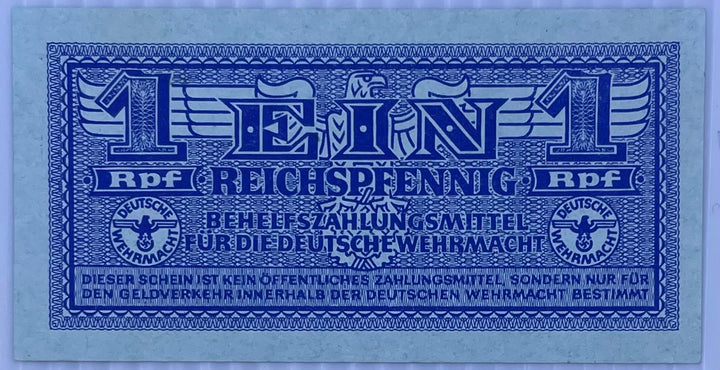 1 EIN 1
Rpf · REICHSPFENNIG · Rpf
BEHELFSZAHLUNGSMITTEL
FÜR DIE DEUTSCHE WEHRMACHT
DEUTSCHE WEHRMACHT
DEUTSCHE WEHRMACHT
DIESER SCHEIN IST KEIN ÖFFENTLICHES ZAHLUNGSMITTEL, SONDERN NUR FÜR
DEN GELDVERKEHR INNERHALB DER DEUTSCHEN WEHRMACHT BESTIMMT